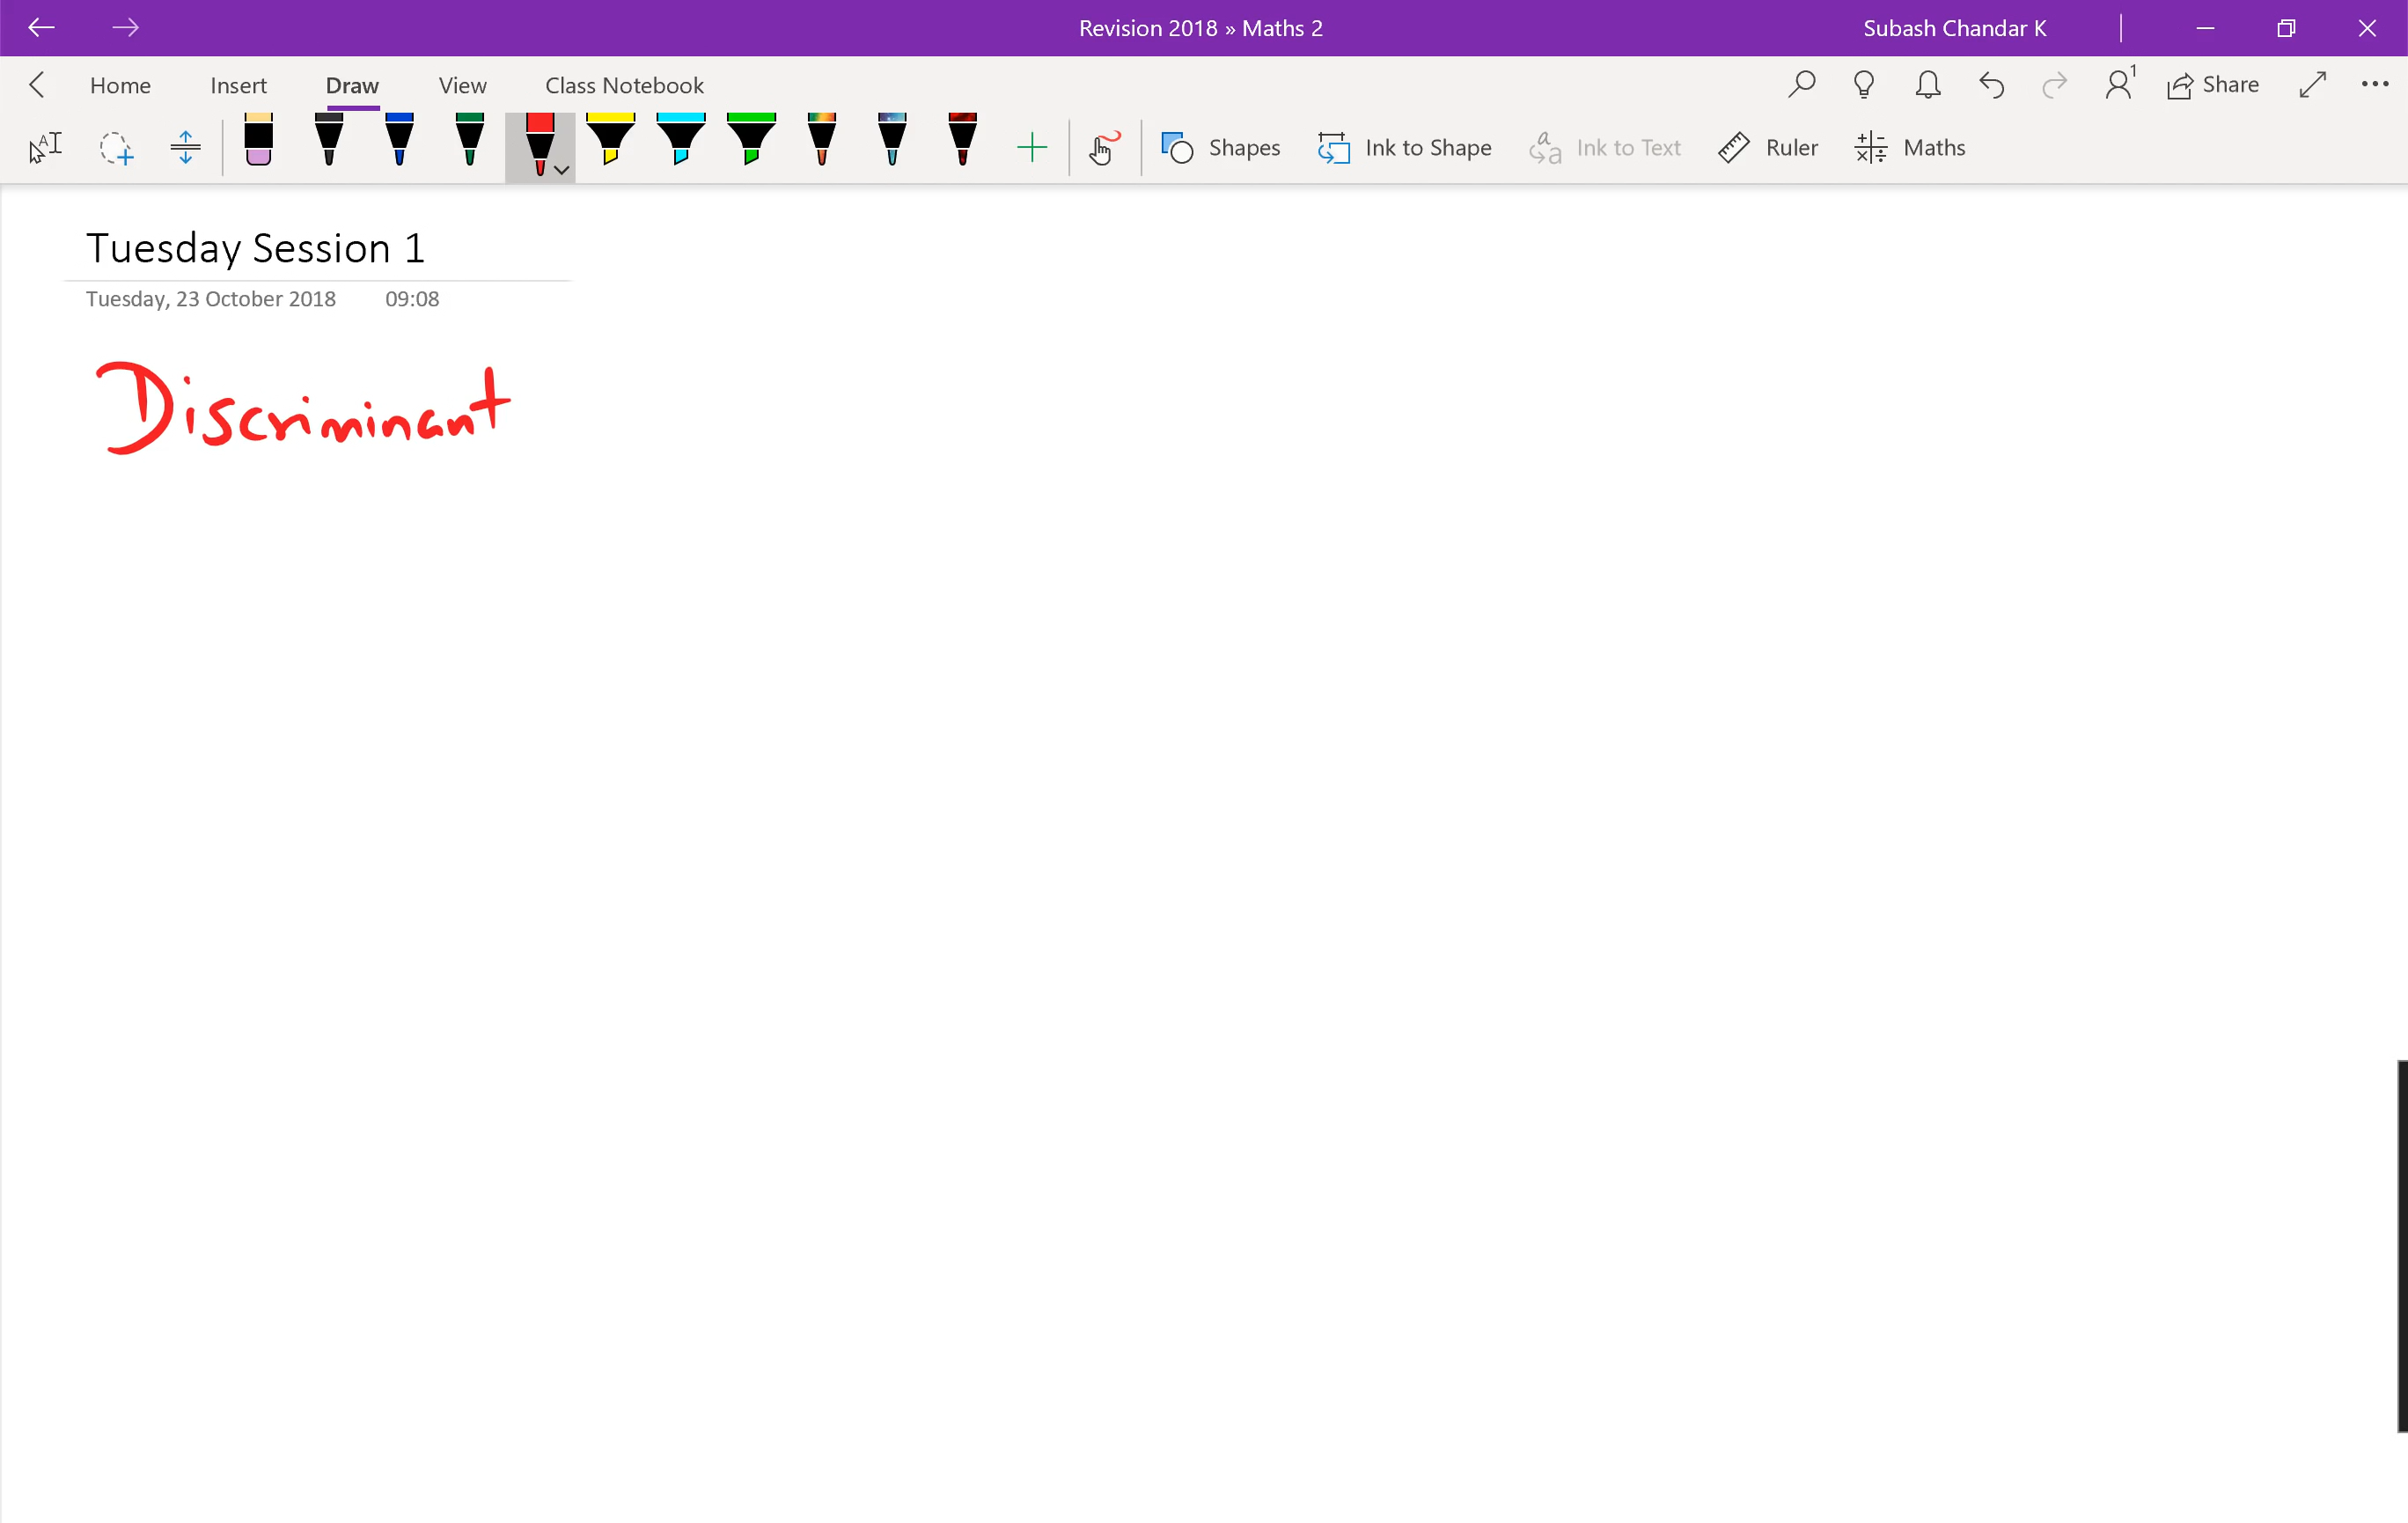 Revision 2018 » Maths 2 Subash Chandar K
Home Insert Draw View Class Notebook 1 Share
Shapes Ink to Shape Ink to Text Ruler Maths
Tuesday Session 1
Tuesday, 23 October 2018 09:08
Discriminant